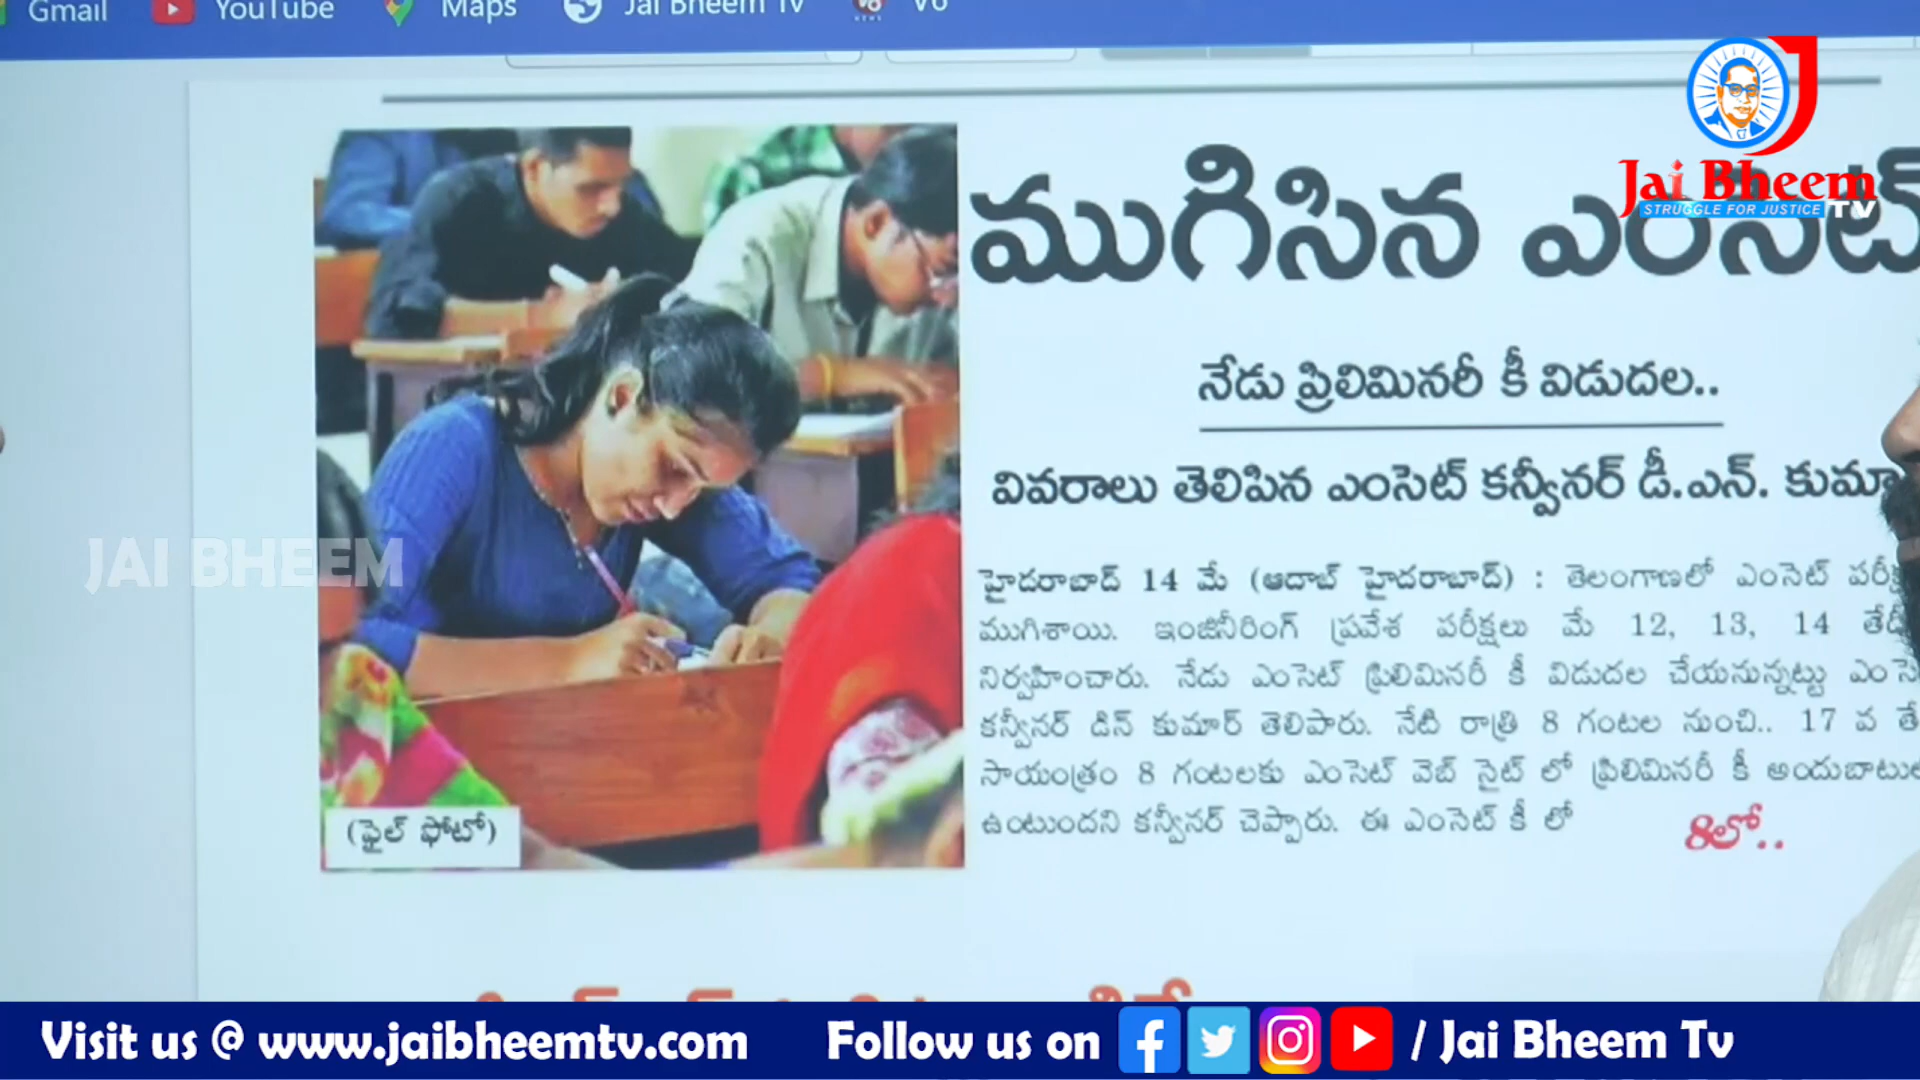 Gmail YouTube Maps Jai Bheem Tv V6
Jai Bheem
STRUGGLE FOR JUSTICE TV
ముగిసిన ఎంసెట్
నేడు ప్రిలిమినరీ కీ విడుదల..
వివరాలు తెలిపిన ఎంసెట్ కన్వీనర్ డీ.ఎన్.
హైదరాబాద్ 14 మే (ఆదాబ్ హైదరాబాద్) : తెలంగాణలో ఎంసెట్
ముగిశాయి. ఇంజినీరింగ్ ప్రవేశ పరీక్షలు మే 12, 13, 14
నిర్వహించారు. నేడు ఎంసెట్ ప్రిలిమినరీ కీ విడుదల చేయనున్నట్టు
కన్వీనర్ డిన్ కుమార్ తెలిపారు. నేటి రాత్రి 8 గంటల నుంచి.. 17 వ
సాయంత్రం 8 గంటలకు ఎంసెట్ వెబ్ సైట్ లో ప్రిలిమినరీ కీ
ఉంటుందని కన్వీనర్ చెప్పారు. ఈ ఎంసెట్ కీ లో 8లో..
(ఫైల్ ఫోటో)
JAI BHEEM
Visit us @ www.jaibheemtv.com Follow us on / Jai Bheem Tv